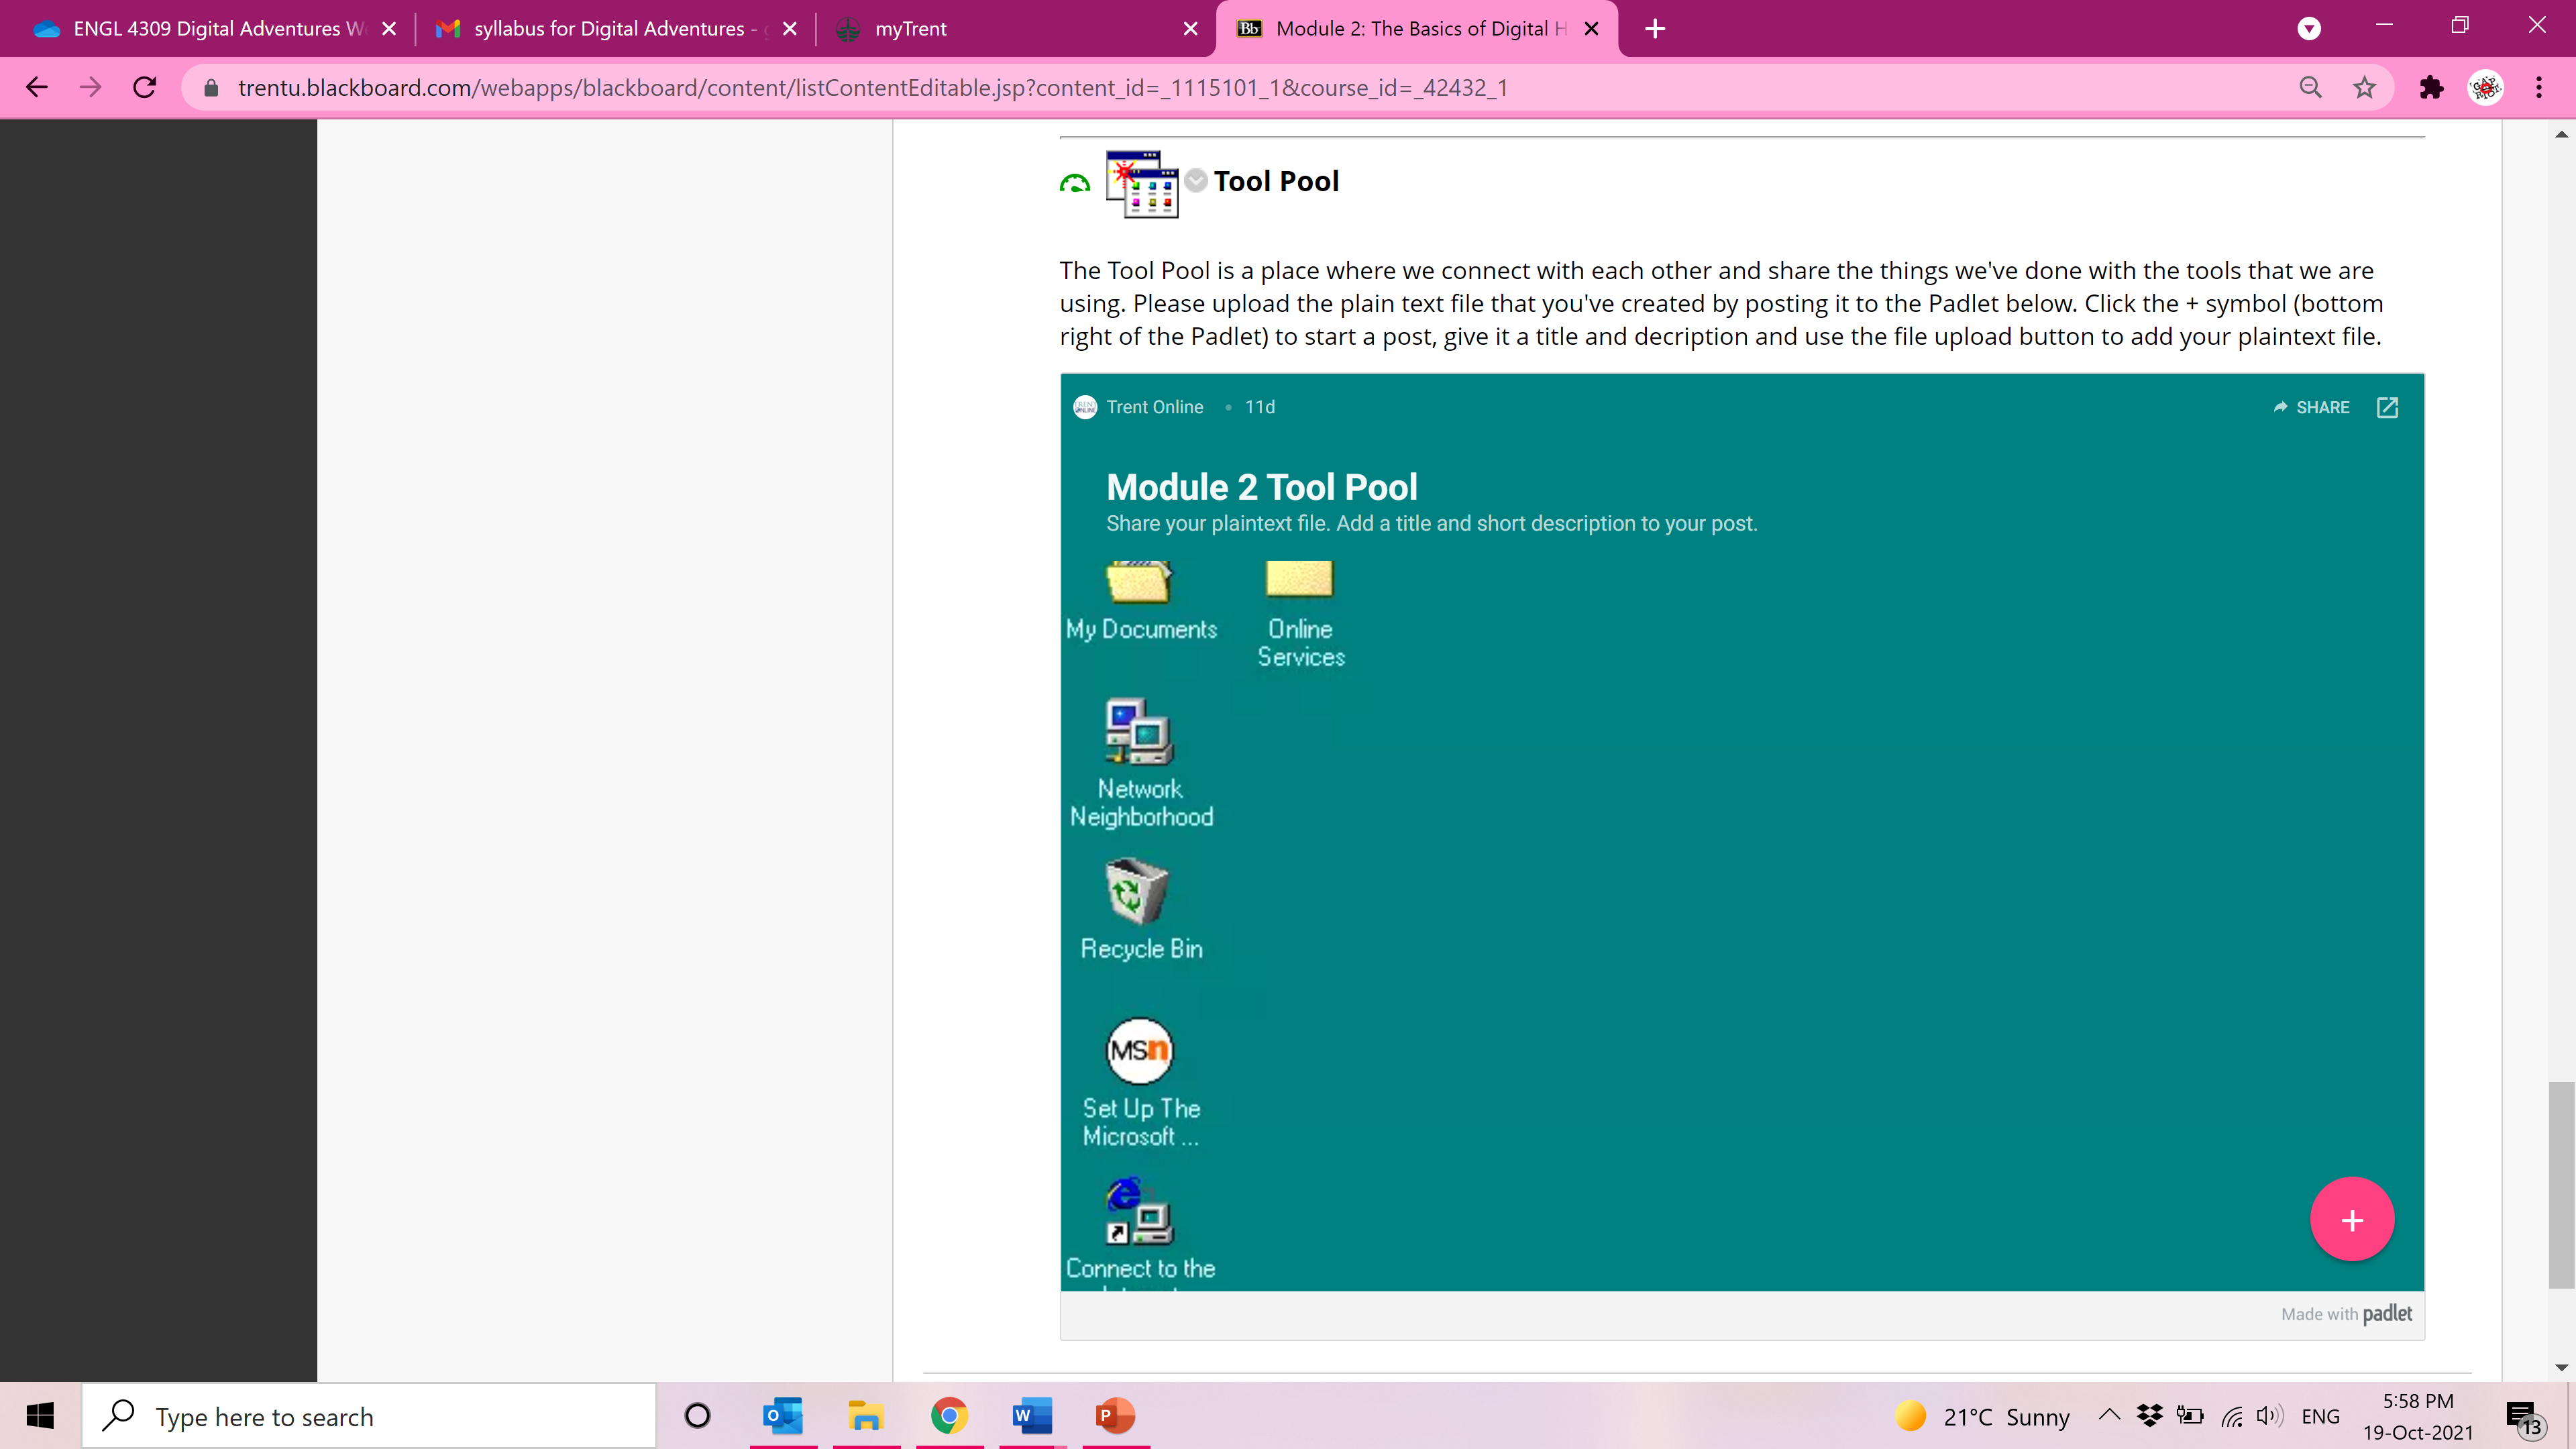 ENGL 4309 Digital Adventures W
syllabus for Digital Adventures -
myTrent
Bb
Module 2: The Basics of Digital H
trentu.blackboard.com/webapps/blackboard/content/listContentEditable.jsp?content_id=_1115101_1&course_id=_42432_1
Tool Pool
The Tool Pool is a place where we connect with each other and share the things we've done with the tools that we are
using. Please upload the plain text file that you've created by posting it to the Padlet below. Click the + symbol (bottom
right of the Padlet) to start a post, give it a title and decription and use the file upload button to add your plaintext file.
Trent Online • 11d
SHARE
Module 2 Tool Pool
Share your plaintext file. Add a title and short description to your post.
My Documents
Online
Services
Network
Neighborhood
Recycle Bin
MSn
Set Up The
Microsoft ...
Connect to the
+
Made with padlet
Type here to search
O
W
P
21°C Sunny
ENG
5:58 PM
19-Oct-2021
13